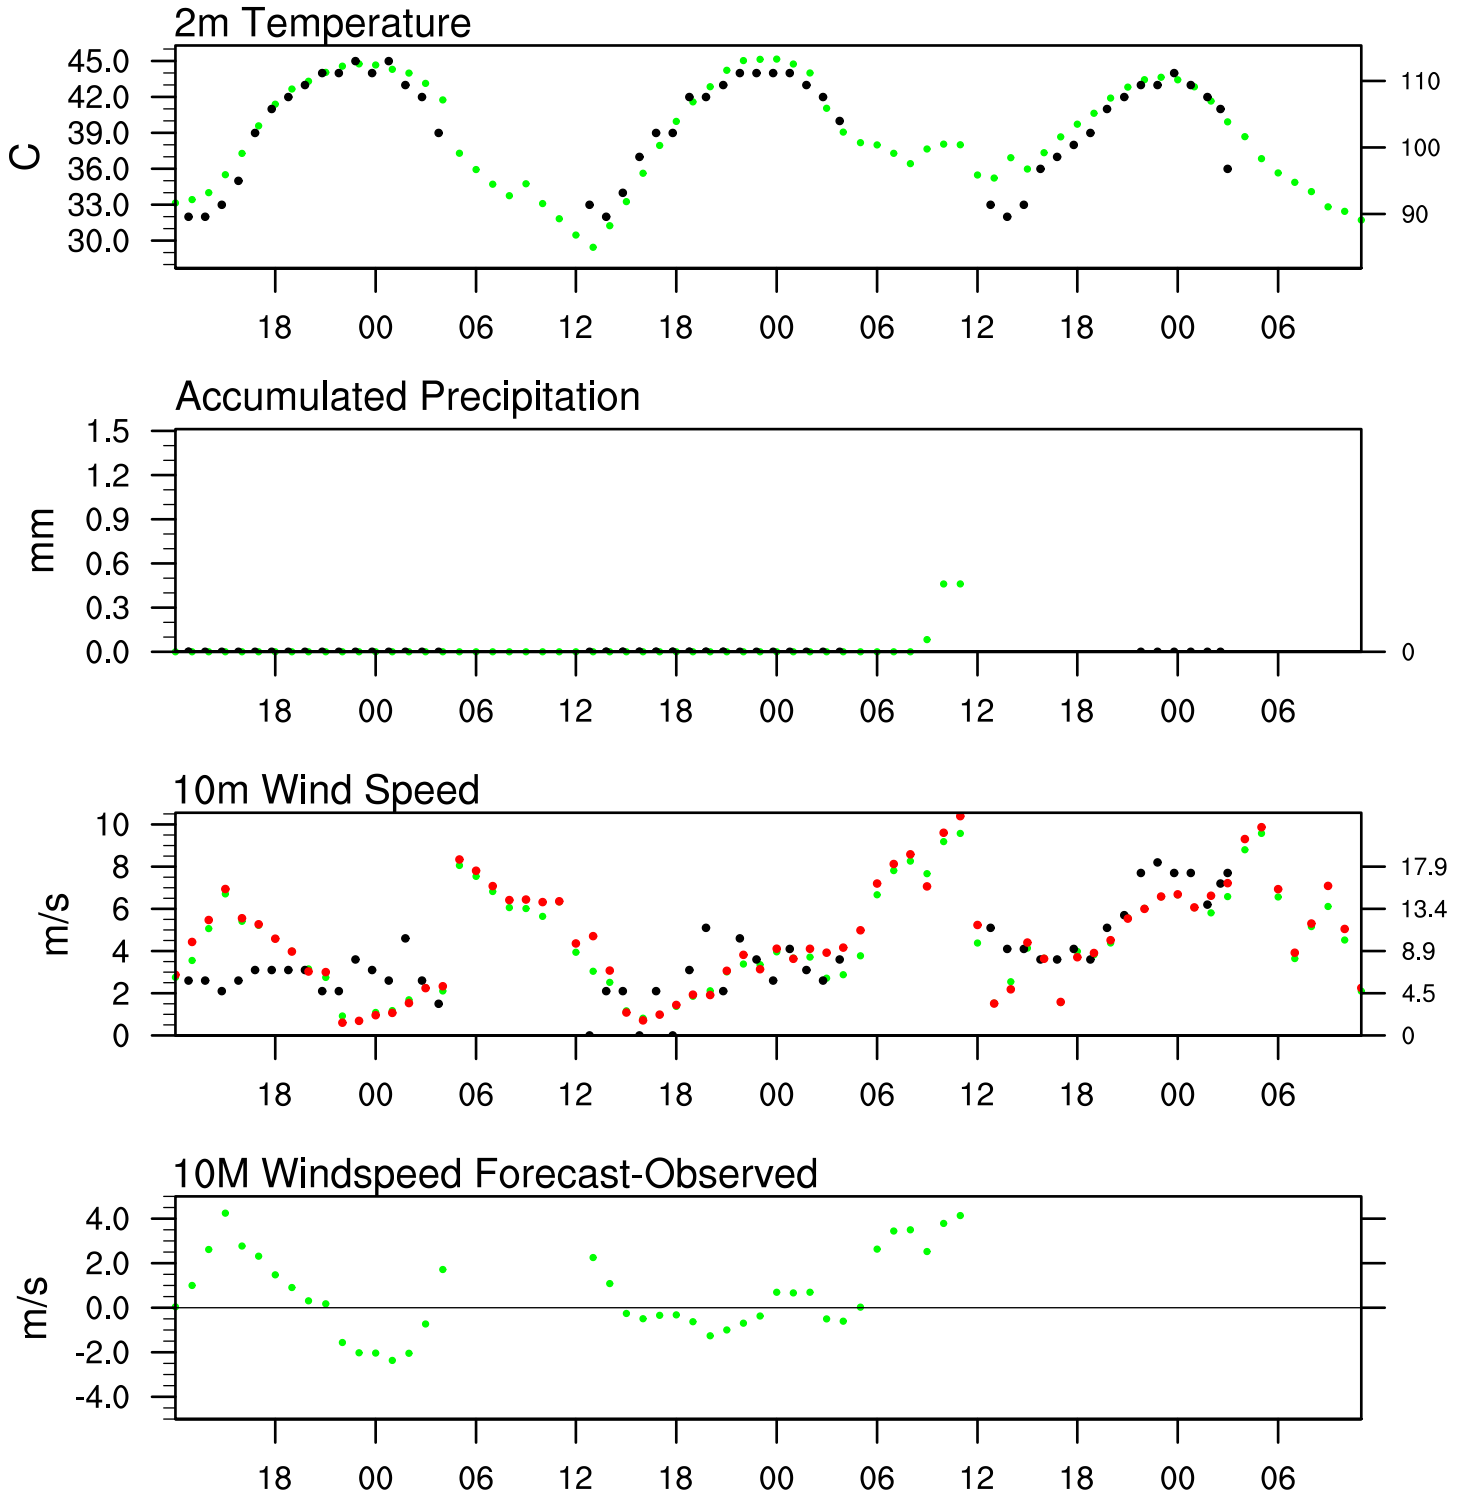 2m Temperature
45.0
42.0
39.0
36.0
33.0
30.0
C
110
100
90
18 00 06 12 18 00 06 12 18 00 06
Accumulated Precipitation
1.5
1.2
0.9
0.6
0.3
0.0
mm
0
18 00 06 12 18 00 06 12 18 00 06
10m Wind Speed
10
8
6
4
2
0
m/s
17.9
13.4
8.9
4.5
0
18 00 06 12 18 00 06 12 18 00 06
10M Windspeed Forecast-Observed
4.0
2.0
0.0
-2.0
-4.0
m/s
18 00 06 12 18 00 06 12 18 00 06